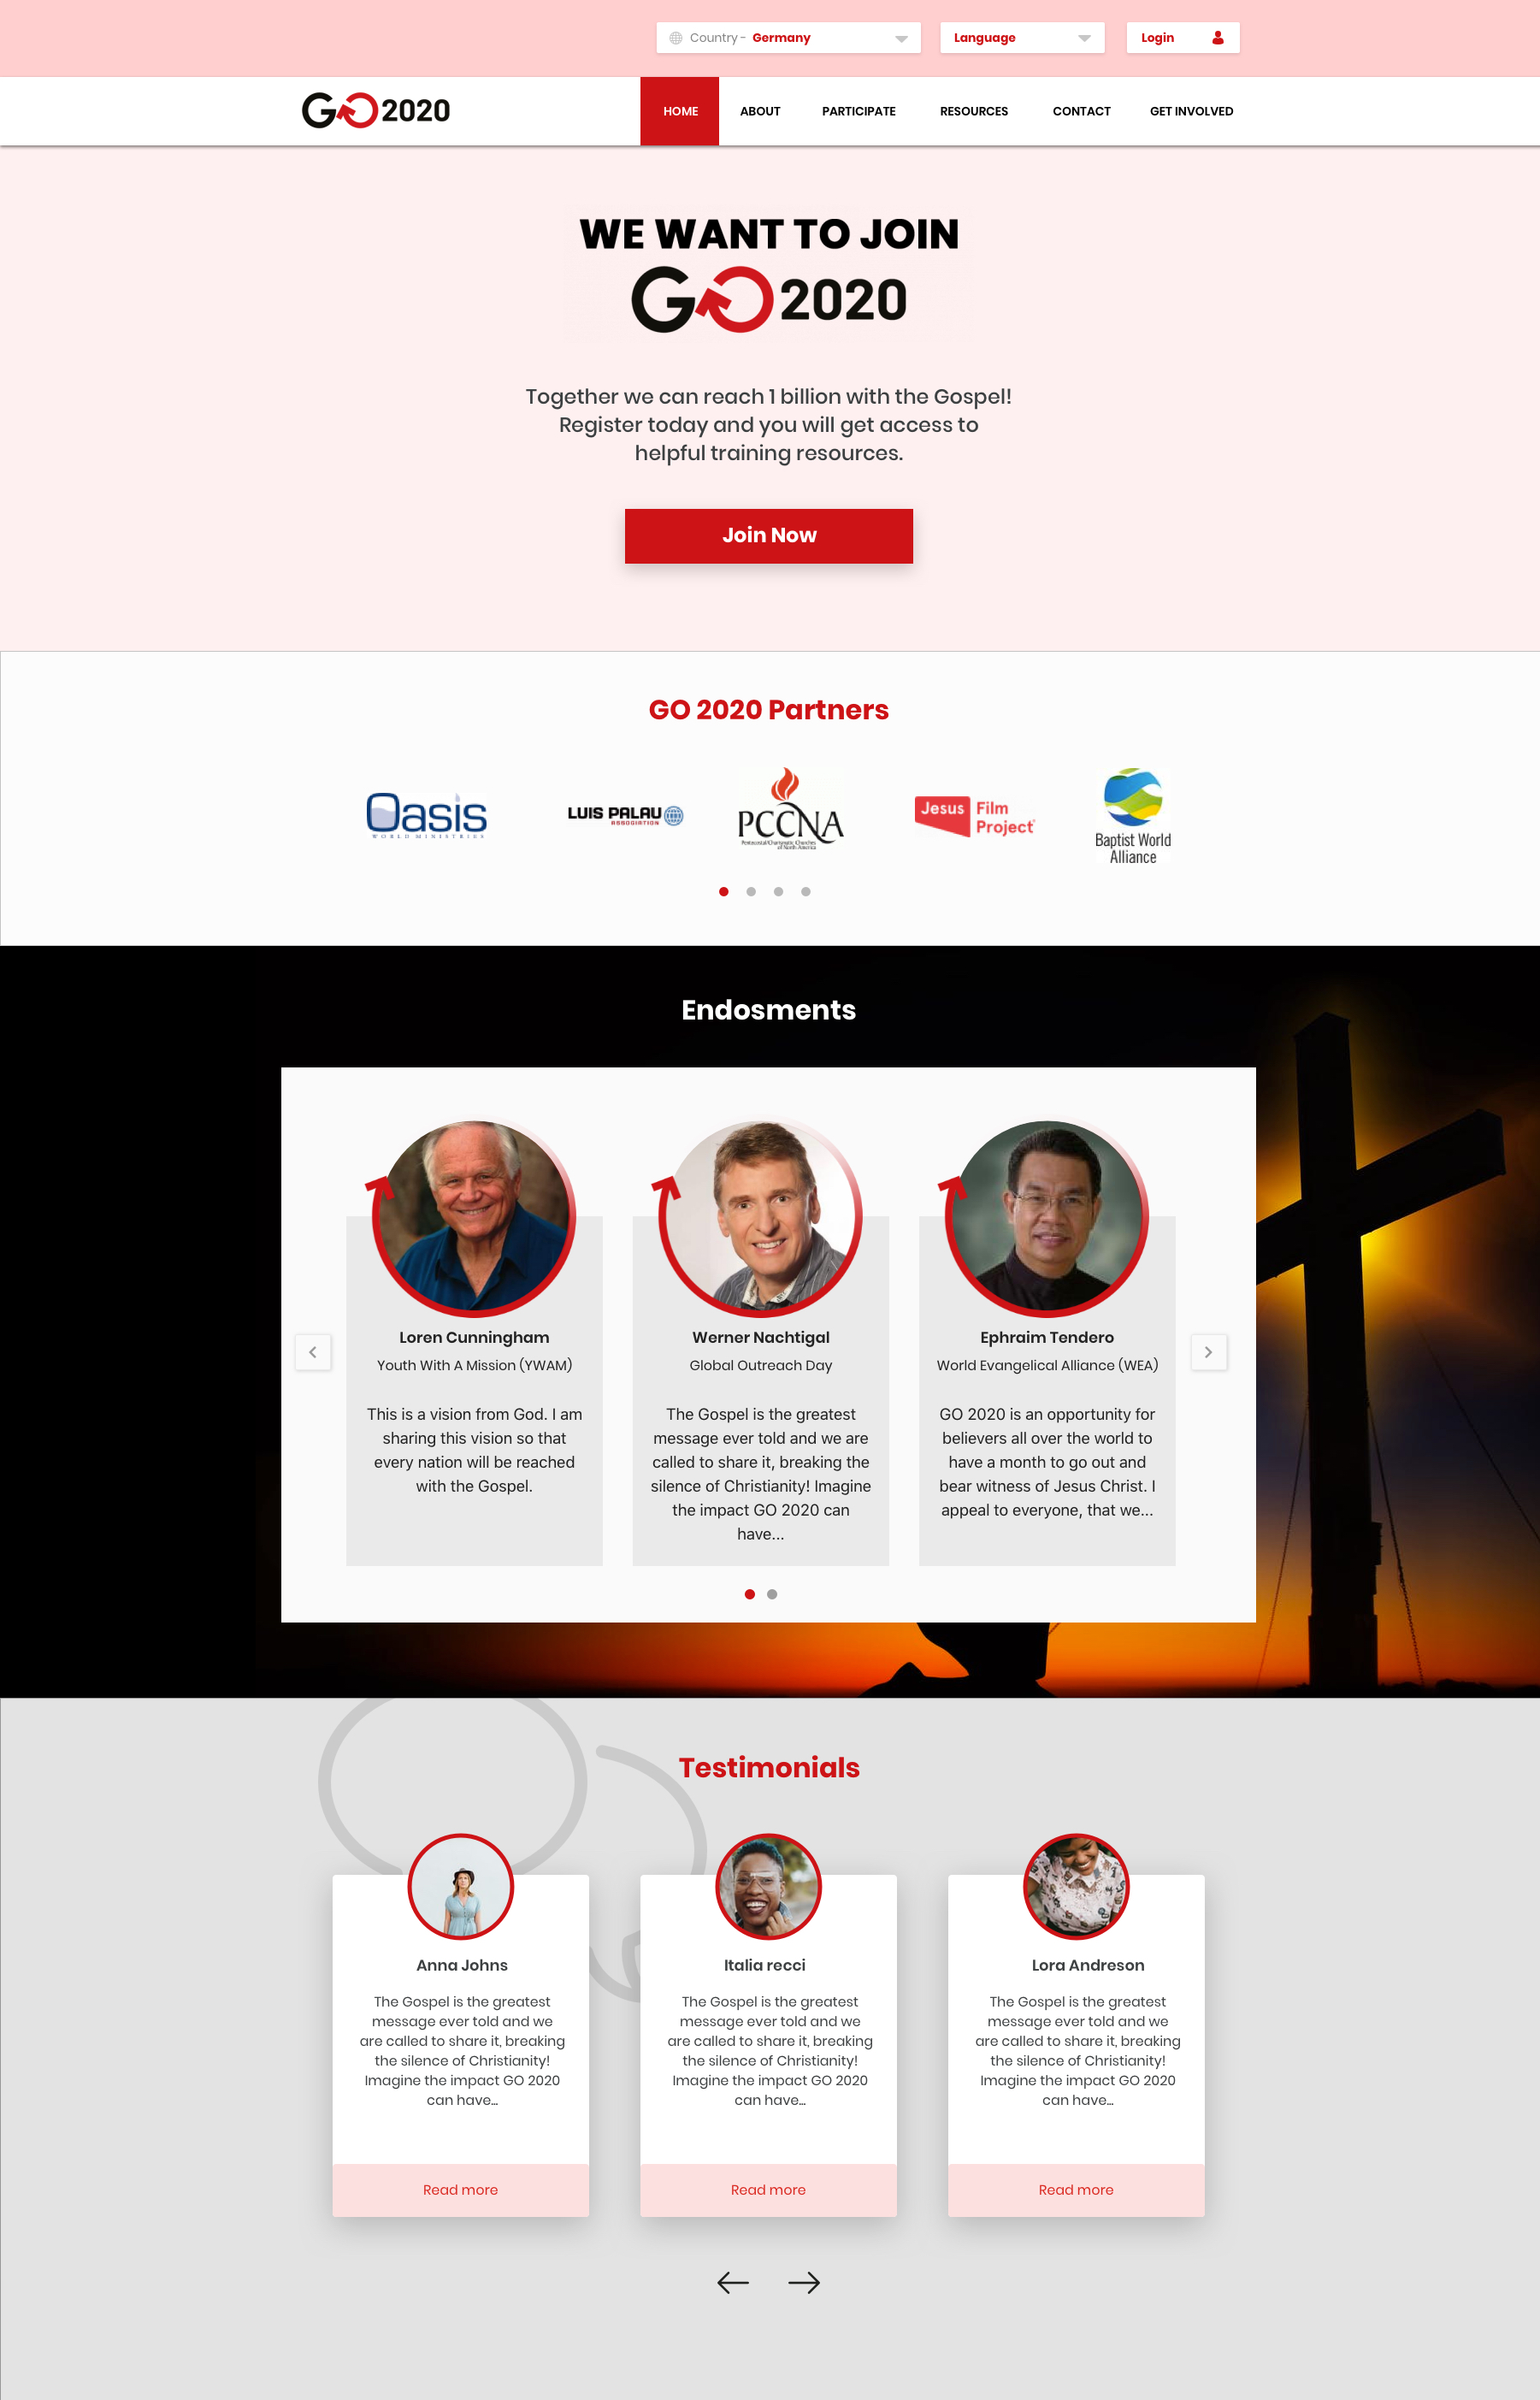 Country - Germany
Language
Login
GO2020
HOME
ABOUT
PARTICIPATE
RESOURCES
CONTACT
GET INVOLVED
WE WANT TO JOIN
GO2020
Together we can reach 1 billion with the Gospel!
Register today and you will get access to
helpful training resources.
Join Now
GO 2020 Partners
Oasis
WORLD MINISTRIES
LUIS PALAU
ASSOCIATION
PCCNA
Pentecostal/Charismatic Churches
of North America
Jesus Film
Project
Baptist World
Alliance
Endosments
Loren Cunningham
Youth With A Mission (YWAM)
This is a vision from God. I am
sharing this vision so that
every nation will be reached
with the Gospel.
Werner Nachtigal
Global Outreach Day
The Gospel is the greatest
message ever told and we are
called to share it, breaking the
silence of Christianity! Imagine
the impact GO 2020 can
have...
Ephraim Tendero
World Evangelical Alliance (WEA)
GO 2020 is an opportunity for
believers all over the world to
have a month to go out and
bear witness of Jesus Christ. I
appeal to everyone, that we...
Testimonials
Anna Johns
The Gospel is the greatest
message ever told and we
are called to share it, breaking
the silence of Christianity!
Imagine the impact GO 2020
can have...
Read more
Italia recci
The Gospel is the greatest
message ever told and we
are called to share it, breaking
the silence of Christianity!
Imagine the impact GO 2020
can have...
Read more
Lora Andreson
The Gospel is the greatest
message ever told and we
are called to share it, breaking
the silence of Christianity!
Imagine the impact GO 2020
can have...
Read more